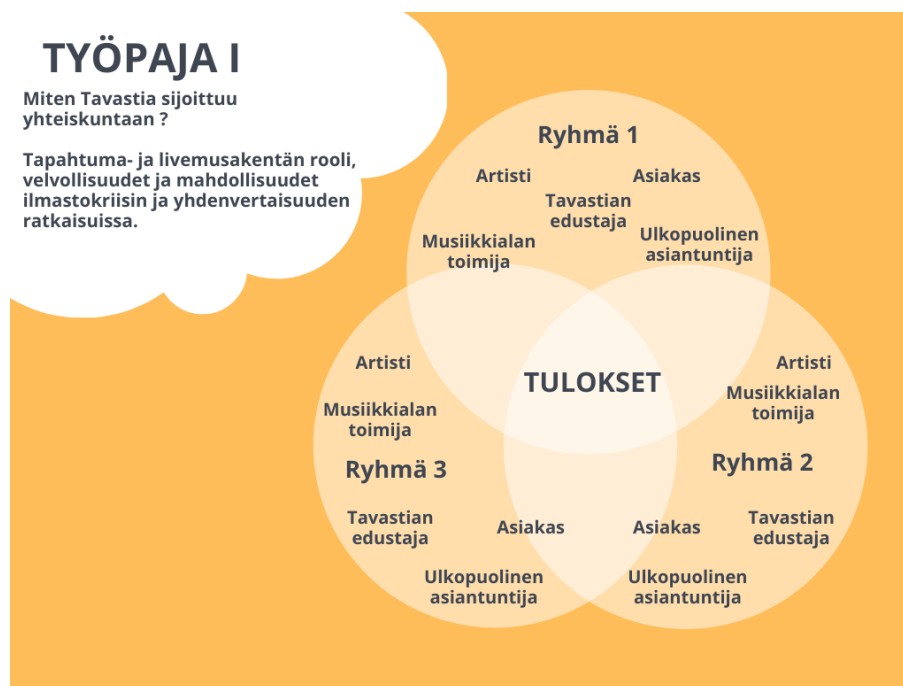 TYÖPAJA I
Miten Tavastia sijoittuu
yhteiskuntaan ?
Tapahtuma- ja livemusakentän rooli,
velvollisuudet ja mahdollisuudet
ilmastokriisin ja yhdenvertaisuuden
ratkaisuissa.
Ryhmä 1
Artisti
Asiakas
Tavastian
edustaja
Musiikkialan
toimija
Ulkopuolinen
asiantuntija
TULOKSET
Artisti
Musiikkialan
toimija
Ryhmä 3
Tavastian
edustaja
Asiakas
Ulkopuolinen
asiantuntija
Artisti
Musiikkialan
toimija
Ryhmä 2
Asiakas
Tavastian
edustaja
Ulkopuolinen
asiantuntija